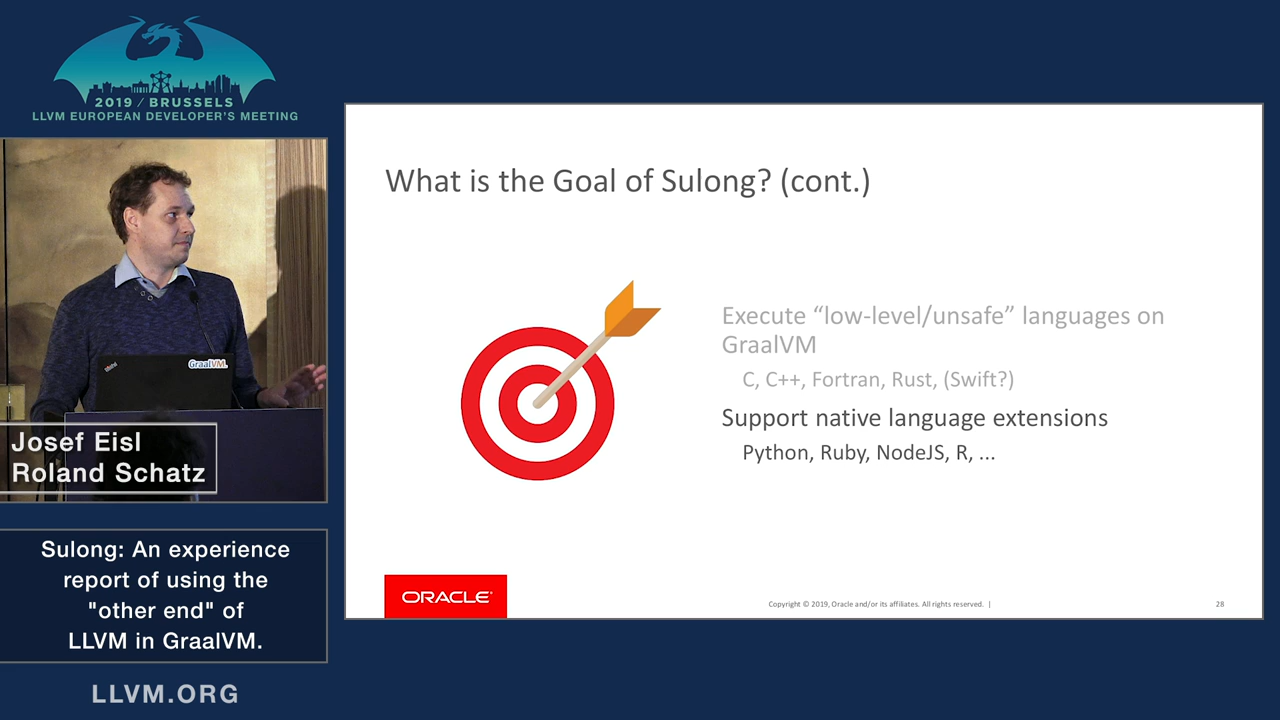 2019 / BRUSSELS
LLVM EUROPEAN DEVELOPER'S MEETING
What is the Goal of Sulong? (cont.)
Execute “low-level/unsafe” languages on
GraalVM
C, C++, Fortran, Rust, (Swift?)
Support native language extensions
Python, Ruby, NodeJS, R, ...
GraalVM.
Josef Eisl
Roland Schatz
Sulong: An experience
report of using the
"other end" of
LLVM in GraalVM.
ORACLE®
Copyright © 2019, Oracle and/or its affiliates. All rights reserved. |
28
LLVM.ORG